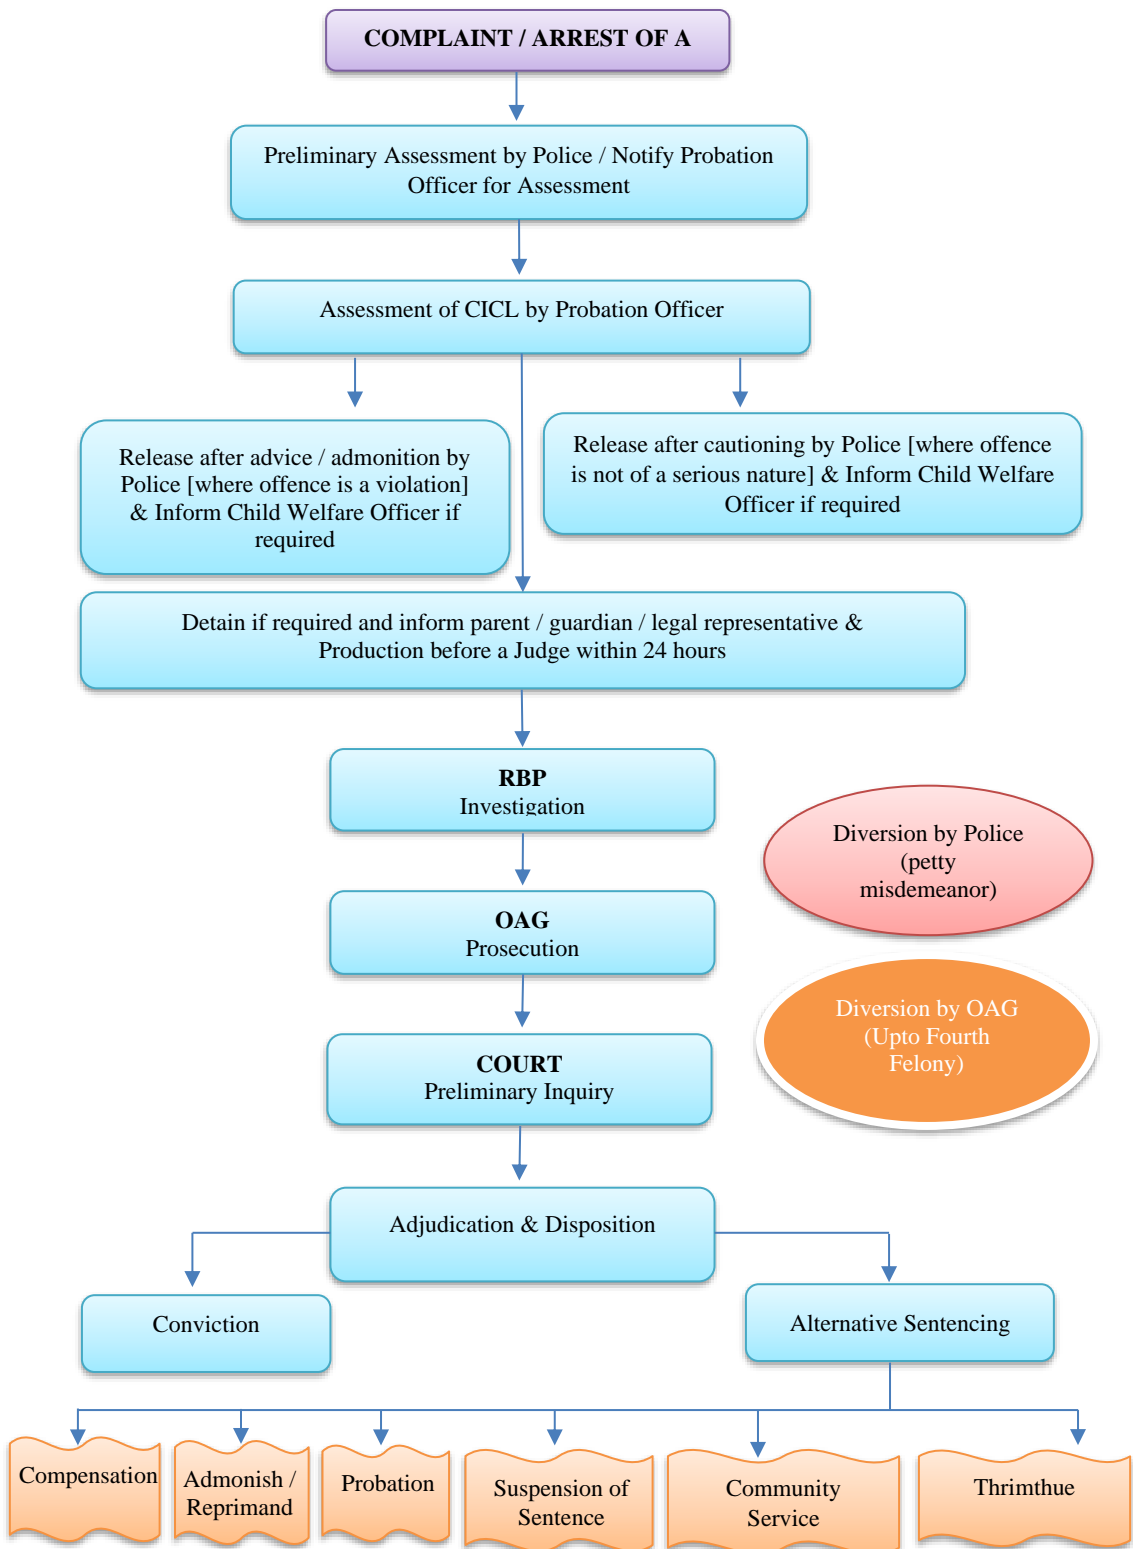 COMPLAINT / ARREST OF A
Preliminary Assessment by Police / Notify Probation
Officer for Assessment
Assessment of CICL by Probation Officer
Release after advice / admonition by
Police [where offence is a violation]
& Inform Child Welfare Officer if
required
Release after cautioning by Police [where offence
is not of a serious nature] & Inform Child Welfare
Officer if required
Detain if required and inform parent / guardian / legal representative &
Production before a Judge within 24 hours
RBP
Investigation
Diversion by Police
(petty
misdemeanor)
OAG
Prosecution
Diversion by OAG
(Upto Fourth
Felony)
COURT
Preliminary Inquiry
Adjudication & Disposition
Conviction
Alternative Sentencing
Compensation
Admonish /
Reprimand
Probation
Suspension of
Sentence
Community
Service
Thrimthue